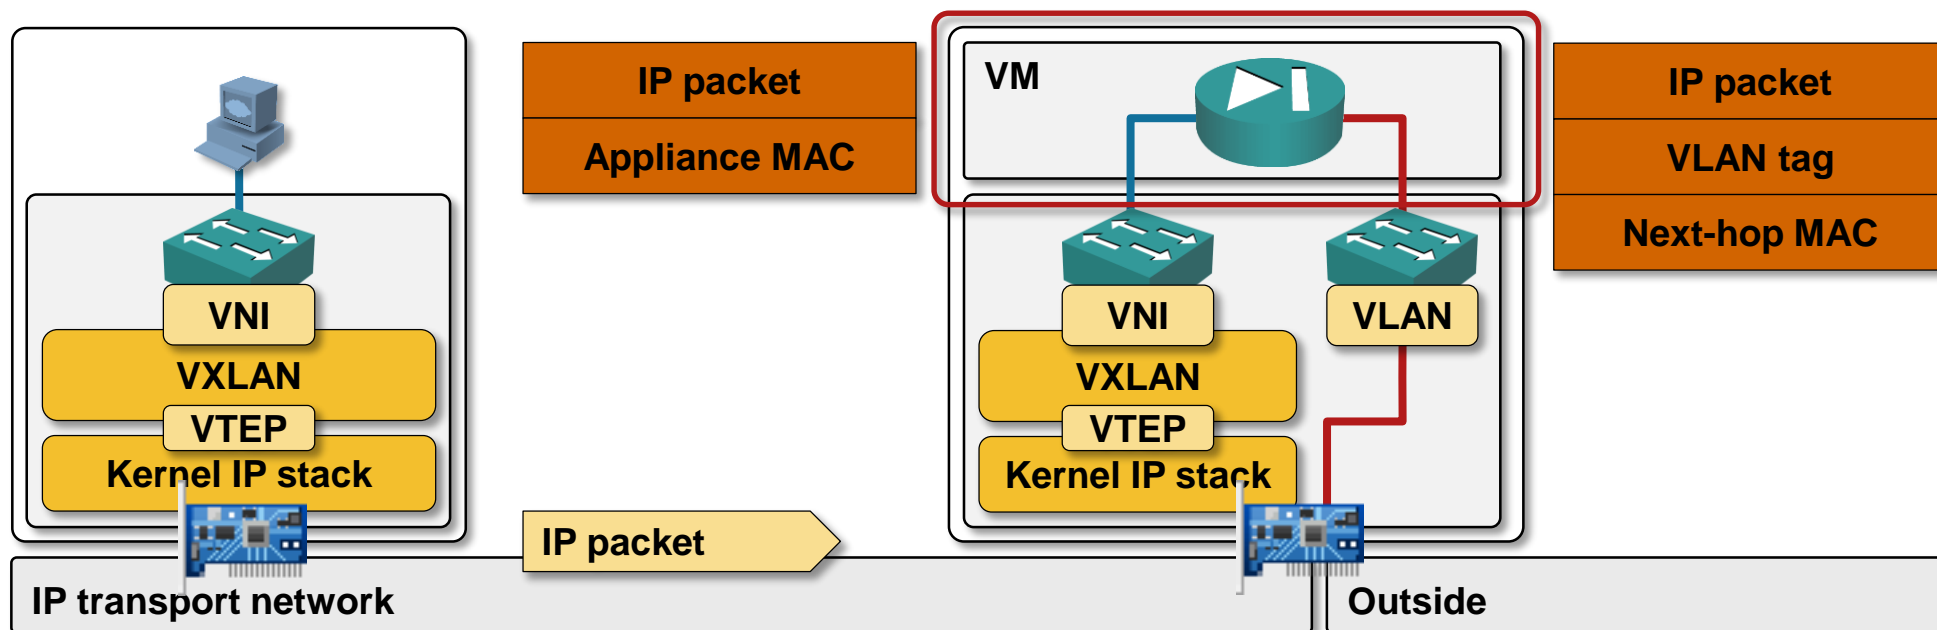 VNI
VXLAN
VTEP
Kernel IP stack
IP packet
Appliance MAC
VM
VNI
VLAN
VXLAN
VTEP
Kernel IP stack
IP packet
VLAN tag
Next-hop MAC
IP packet
IP transport network
Outside